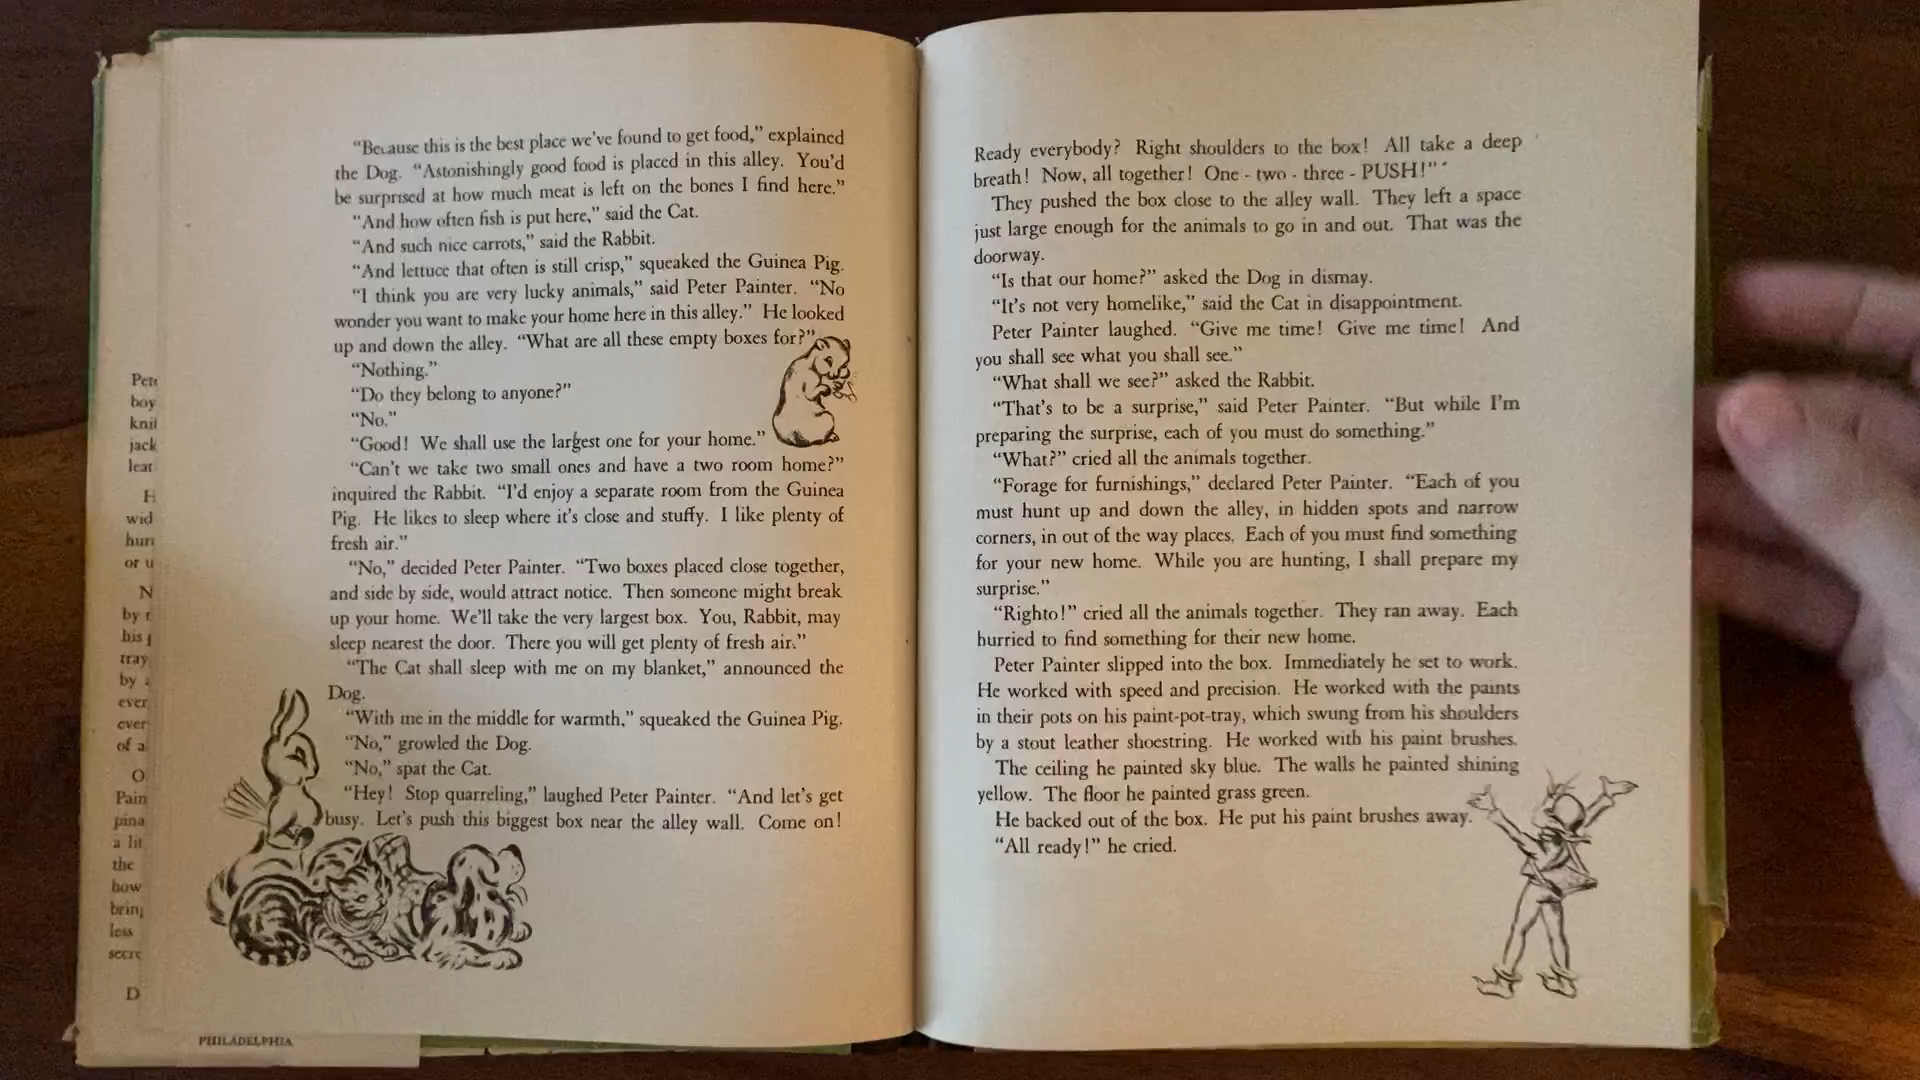 “Because this is the best place we’ve found to get food,” explained
the Dog. “Astonishingly good food is placed in this alley. You’d
be surprised at how much meat is left on the bones I find here.”
“And how often fish is put here,” said the Cat.
“And such nice carrots,” said the Rabbit.
“And lettuce that often is still crisp,” squeaked the Guinea Pig.
“I think you are very lucky animals,” said Peter Painter. “No
wonder you want to make your home here in this alley.” He looked
up and down the alley. “What are all these empty boxes for?”
“Nothing.”
“Do they belong to anyone?”
“No.”
“Good! We shall use the largest one for your home.”
“Can’t we take two small ones and have a two room home?”
inquired the Rabbit. “I’d enjoy a separate room from the Guinea
Pig. He likes to sleep where it’s close and stuffy. I like plenty of
fresh air.”
“No,” decided Peter Painter. “Two boxes placed close together,
and side by side, would attract notice. Then someone might break
up your home. We’ll take the very largest box. You, Rabbit, may
sleep nearest the door. There you will get plenty of fresh air.”
“The Cat shall sleep with me on my blanket,” announced the
Dog.
“With me in the middle for warmth,” squeaked the Guinea Pig.
“No,” growled the Dog.
“No,” spat the Cat.
“Hey! Stop quarreling,” laughed Peter Painter. “And let’s get
busy. Let’s push this biggest box near the alley wall. Come on!
Ready everybody? Right shoulders to the box! All take a deep
breath! Now, all together! One - two - three - PUSH!”
They pushed the box close to the alley wall. They left a space
just large enough for the animals to go in and out. That was the
doorway.
“Is that our home?” asked the Dog in dismay.
“It’s not very homelike,” said the Cat in disappointment.
Peter Painter laughed. “Give me time! Give me time! And
you shall see what you shall see.”
“What shall we see?” asked the Rabbit.
“That’s to be a surprise,” said Peter Painter. “But while I’m
preparing the surprise, each of you must do something.”
“What?” cried all the animals together.
“Forage for furnishings,” declared Peter Painter. “Each of you
must hunt up and down the alley, in hidden spots and narrow
corners, in out of the way places. Each of you must find something
for your new home. While you are hunting, I shall prepare my
surprise.”
“Righto!” cried all the animals together. They ran away. Each
hurried to find something for their new home.
Peter Painter slipped into the box. Immediately he set to work.
He worked with speed and precision. He worked with the paints
in their pots on his paint-pot-tray, which swung from his shoulders
by a stout leather shoestring. He worked with his paint brushes.
The ceiling he painted sky blue. The walls he painted shining
yellow. The floor he painted grass green.
He backed out of the box. He put his paint brushes away.
“All ready!” he cried.
boy
jack
wid
or u
by
his
tray
by
ever
ever
of a
Pain
pina
a lit
the
how
less
D
PHILADELPHIA